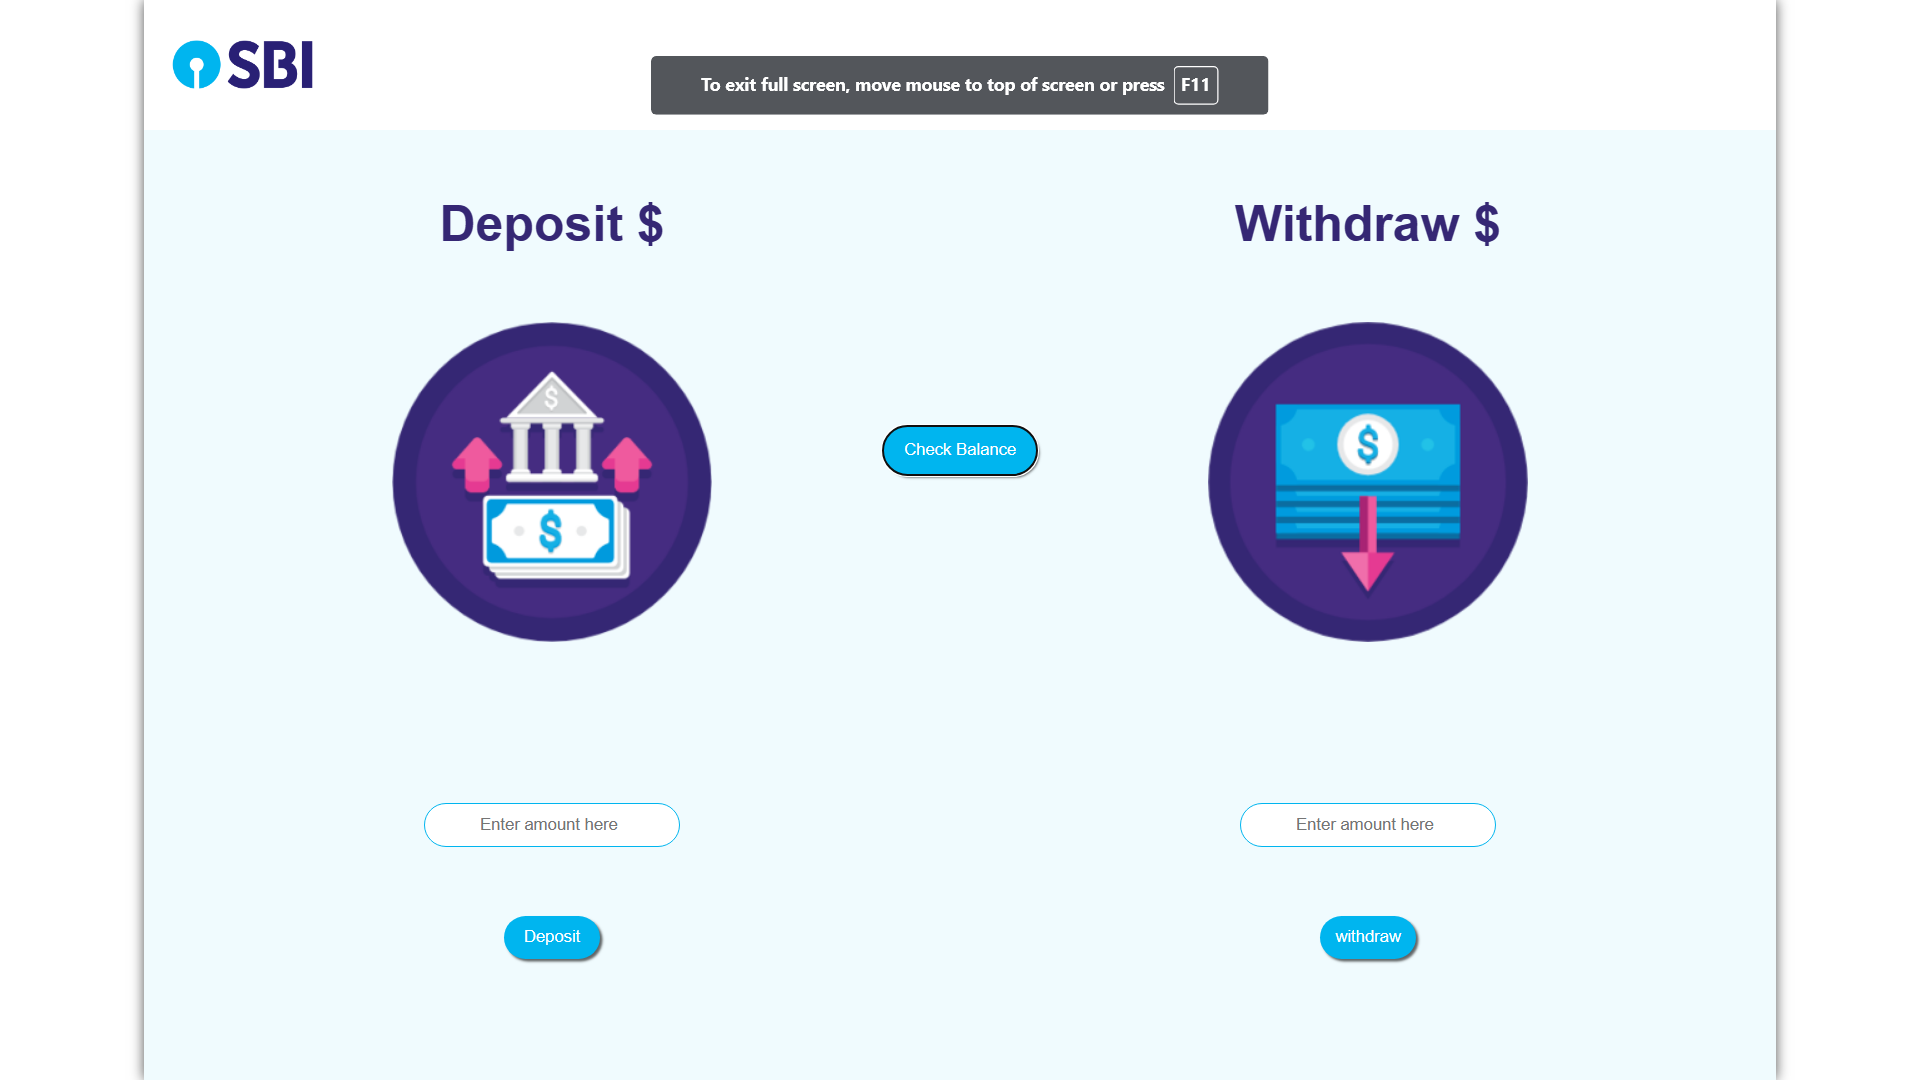 SBI
To exit full screen, move mouse to top of screen or press F11
Deposit $
Withdraw $
$
$
$
Check Balance
Enter amount here
Enter amount here
Deposit
withdraw